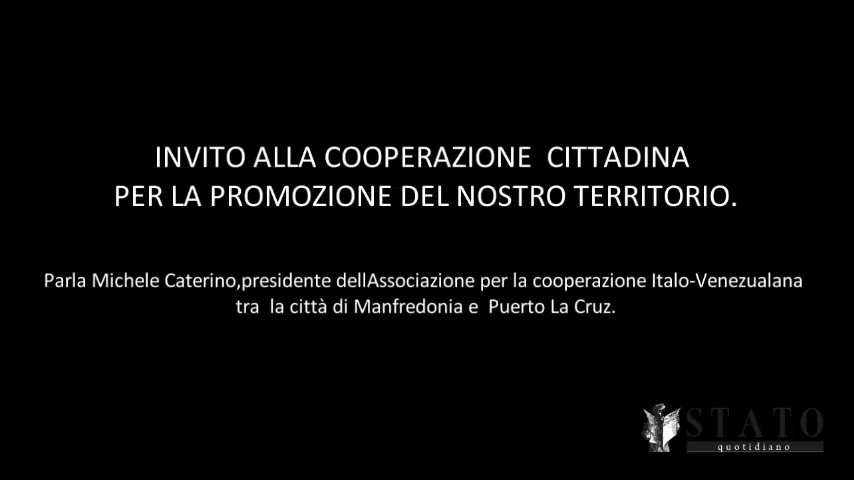 INVITO ALLA COOPERAZIONE  CITTADINA
PER LA PROMOZIONE DEL NOSTRO TERRITORIO.
Parla Michele Caterino,presidente dellAssociazione per la cooperazione Italo-Venezualana
tra  la città di Manfredonia e  Puerto La Cruz.
STATO
quotidiano